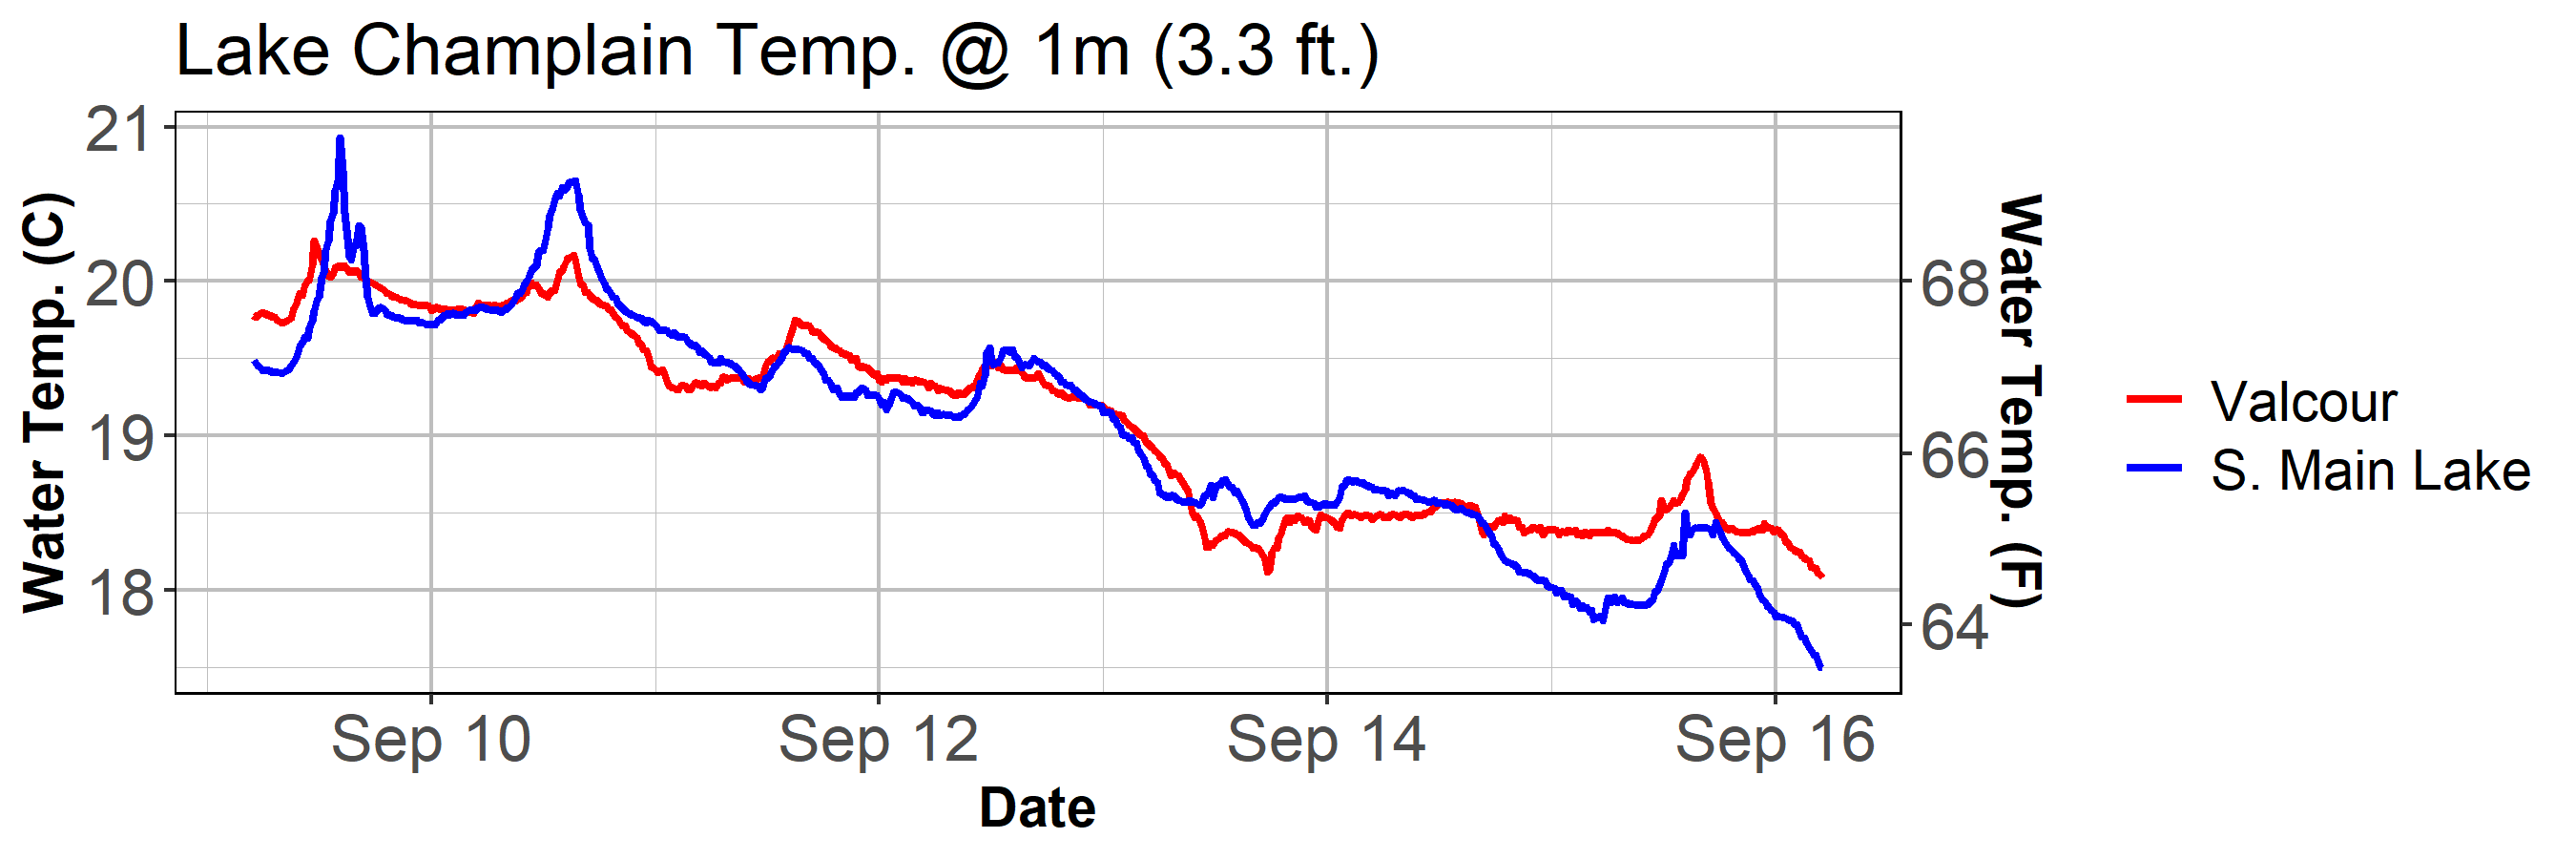 Lake Champlain Temp. @ 1m (3.3 ft.)
Water Temp. (C)
21
20
19
18
68
66
64
Water Temp. (F)
Sep 10
Sep 12
Sep 14
Sep 16
Date
Valcour
S. Main Lake